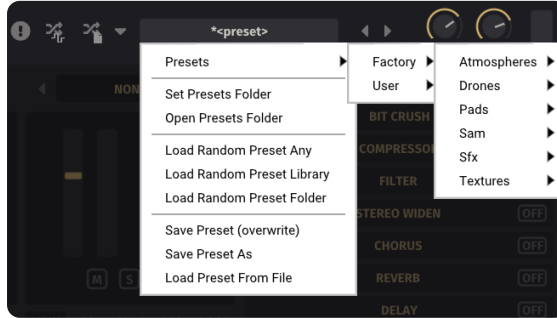 *<preset>
Presets
Factory
Atmospheres
User
Drones
NON
Set Presets Folder
Pads
Open Presets Folder
BIT CRUSH
Sam
Load Random Preset Any
COMPRESSO
Sfx
Load Random Preset Library
FILTER
Textures
Load Random Preset Folder
STEREO WIDEN OFF
Save Preset (overwrite)
Save Preset As
CHORUS OFF
M S
Load Preset From File
REVERB OFF
DELAY OFF